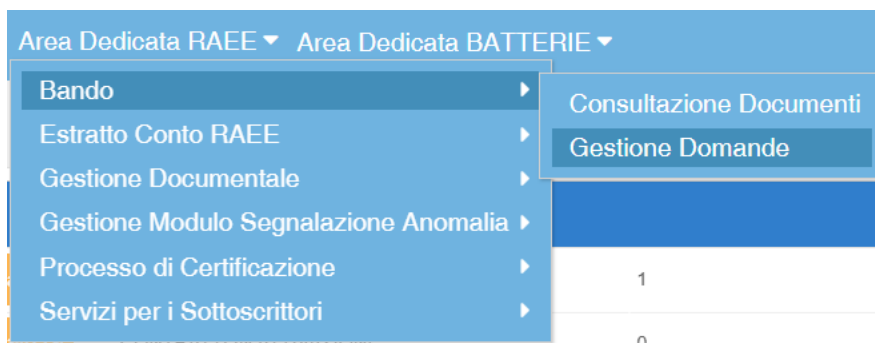 Area Dedicata RAEE Area Dedicata BATTERIE
Bando
Consultazione Documenti
Estratto Conto RAEE
Gestione Domande
Gestione Documentale
Gestione Modulo Segnalazione Anomalia
Processo di Certificazione
1
Servizi per i Sottoscrittori
0